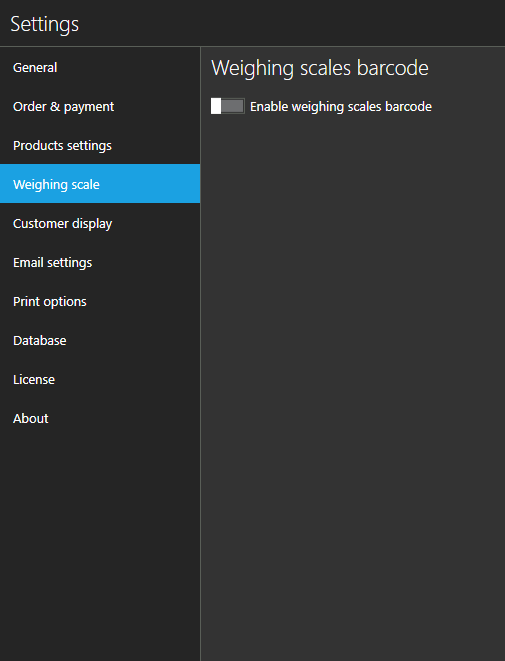 Settings
General
Order & payment
Products settings
Weighing scale
Customer display
Email settings
Print options
Database
License
About
Weighing scales barcode
Enable weighing scales barcode